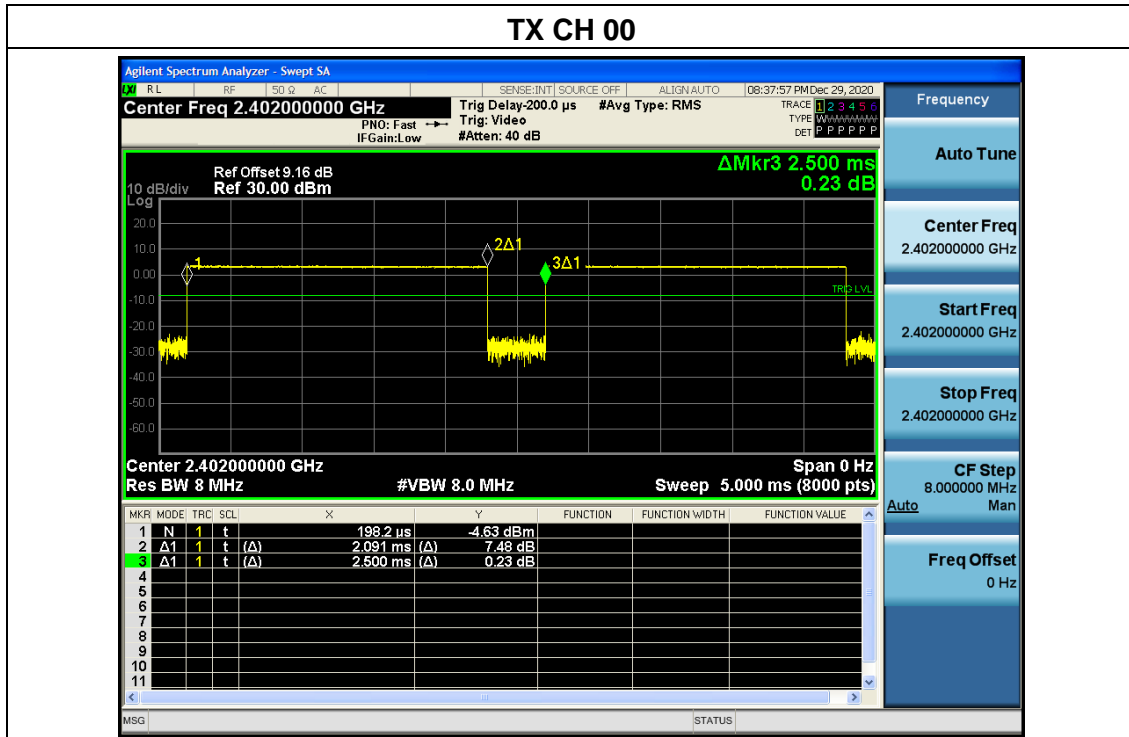 TX CH 00
Agilent Spectrum Analyzer - Swept SA
LXI RL RF 50 Ω AC SENSE:INT SOURCE OFF ALIGN AUTO 08:37:57 PM Dec 29, 2020
Center Freq 2.402000000 GHz
PNO: Fast
IFGain:Low
Trig Delay-200.0 µs #Avg Type: RMS
Trig: Video
#Atten: 40 dB
TRACE 1 2 3 4 5 6
TYPE WWWWWW
DET P P P P P P
ΔMkr3 2.500 ms
0.23 dB
Ref Offset 9.16 dB
10 dB/div Ref 30.00 dBm
Log
20.0
10.0
0.00
-10.0
-20.0
-30.0
-40.0
-50.0
-60.0
1
2Δ1
3Δ1
TRIG LVL
Center 2.402000000 GHz Span 0 Hz
Res BW 8 MHz #VBW 8.0 MHz Sweep 5.000 ms (8000 pts)
MKR MODE TRC SCL X Y FUNCTION FUNCTION WIDTH FUNCTION VALUE
1 N 1 t 198.2 µs -4.63 dBm
2 Δ1 1 t (Δ) 2.091 ms (Δ) 7.48 dB
3 Δ1 1 t (Δ) 2.500 ms (Δ) 0.23 dB
4
5
6
7
8
9
10
11
MSG STATUS
Frequency
Auto Tune
Center Freq
2.402000000 GHz
Start Freq
2.402000000 GHz
Stop Freq
2.402000000 GHz
CF Step
8.000000 MHz
Auto Man
Freq Offset
0 Hz